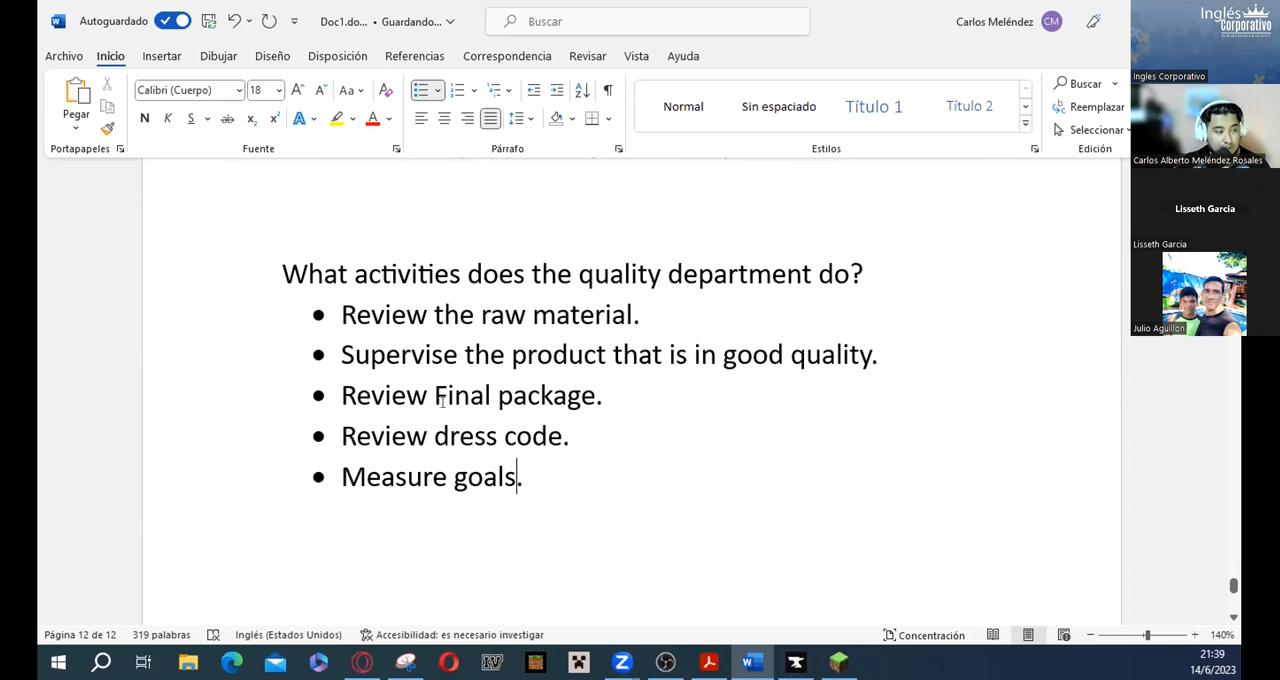 Autoguardado
Doc1.do... • Guardando...
Buscar
Carlos Meléndez
CM
Archivo Inicio Insertar Dibujar Diseño Disposición Referencias Correspondencia Revisar Vista Ayuda
Pegar
Calibri (Cuerpo) 18
Normal Sin espaciado Título 1 Título 2
Buscar
Reemplazar
Seleccionar
Portapapeles Fuente Párrafo Estilos Edición
What activities does the quality department do?
• Review the raw material.
• Supervise the product that is in good quality.
• Review Final package.
• Review dress code.
• Measure goals.
Página 12 de 12 319 palabras Inglés (Estados Unidos) Accesibilidad: es necesario investigar Concentración 140%
21:39
14/6/2023
Inglés
Corporativo
Ingles Corporativo
Carlos Alberto Meléndez Rosales
Lisseth Garcia
Lisseth Garcia
Julio Aguillon